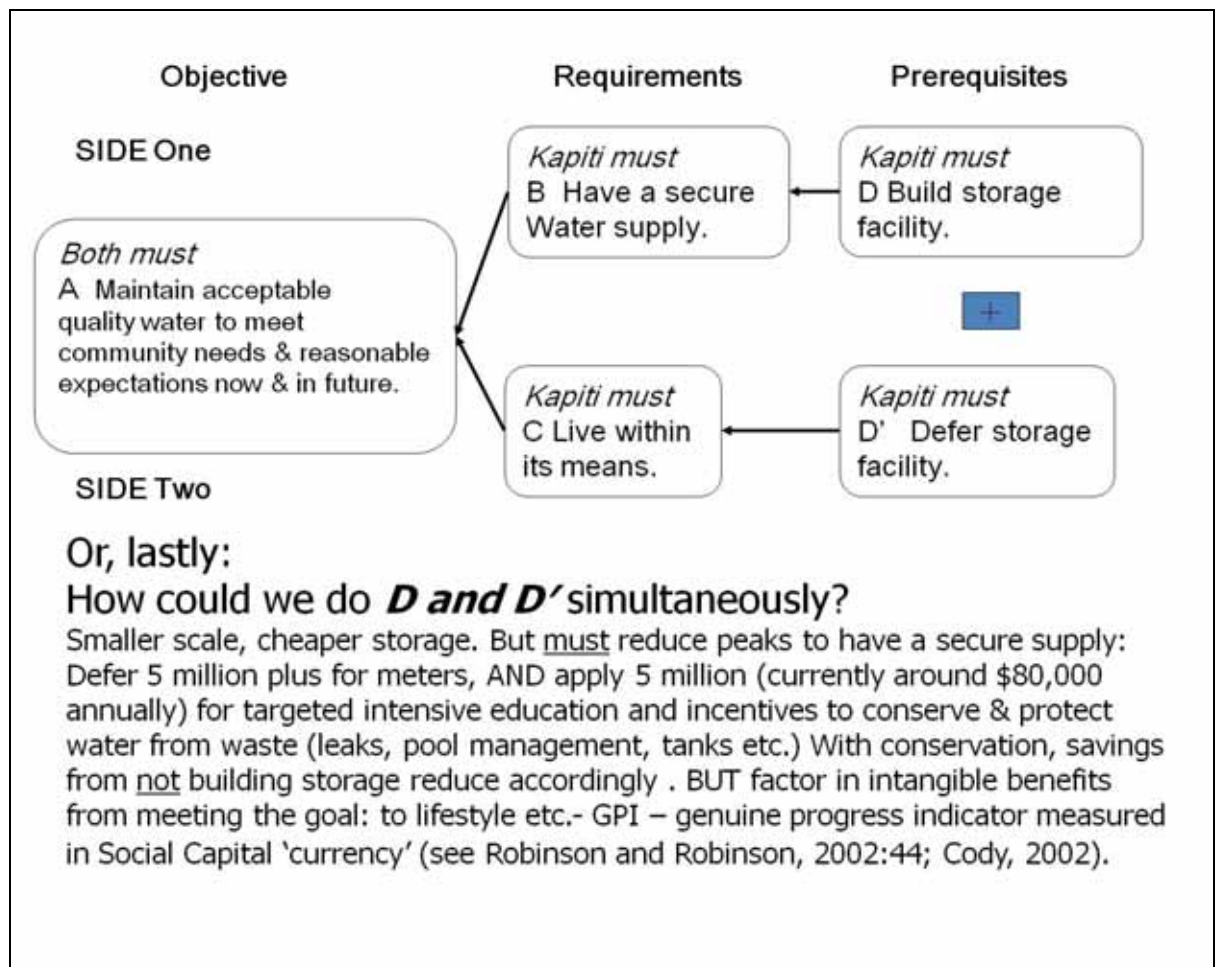 Objective
Requirements
Prerequisites
SIDE One
Kapiti must
B Have a secure
Water supply.
Kapiti must
D Build storage
facility.
Both must
A Maintain acceptable
quality water to meet
community needs & reasonable
expectations now & in future.
+
Kapiti must
C Live within
its means.
Kapiti must
D' Defer storage
facility.
SIDE Two
Or, lastly:
How could we do D and D' simultaneously?
Smaller scale, cheaper storage. But must reduce peaks to have a secure supply:
Defer 5 million plus for meters, AND apply 5 million (currently around $80,000
annually) for targeted intensive education and incentives to conserve & protect
water from waste (leaks, pool management, tanks etc.) With conservation, savings
from not building storage reduce accordingly . BUT factor in intangible benefits
from meeting the goal: to lifestyle etc.- GPI – genuine progress indicator measured
in Social Capital ‘currency’ (see Robinson and Robinson, 2002:44; Cody, 2002).